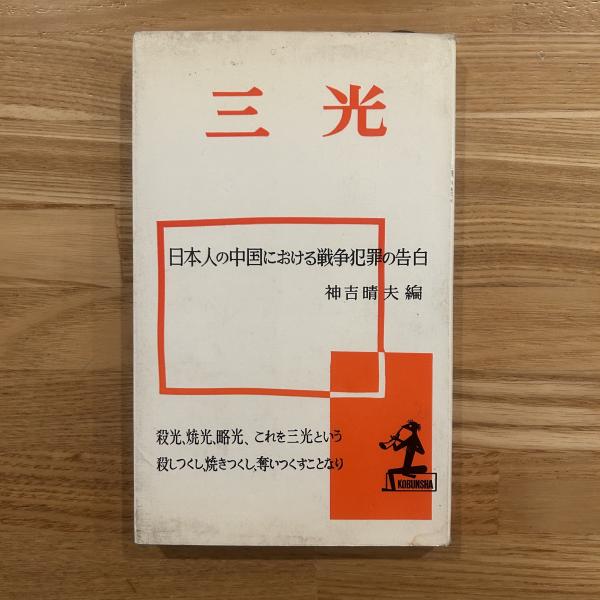 三光
日本人の中国における戦争犯罪の告白
神吉晴夫 編
殺光、焼光、略光、これを三光という
殺しつくし、焼きつくし、奪いつくすことなり
KOBUNSHA